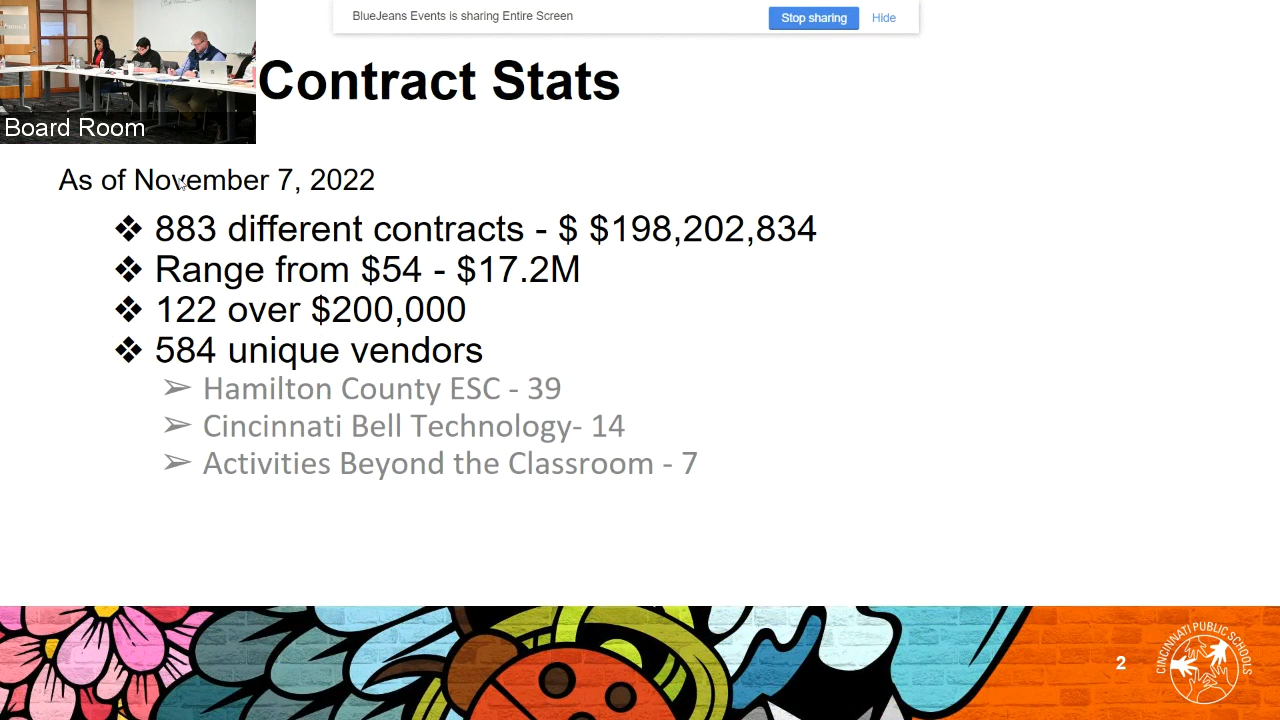 BlueJeans Events is sharing Entire Screen
Stop sharing
Hide
Contract Stats
Board Room
As of November 7, 2022
❖ 883 different contracts - $ $198,202,834
❖ Range from $54 - $17.2M
❖ 122 over $200,000
❖ 584 unique vendors
➢ Hamilton County ESC - 39
➢ Cincinnati Bell Technology- 14
➢ Activities Beyond the Classroom - 7
2
CINCINNATI PUBLIC SCHOOLS